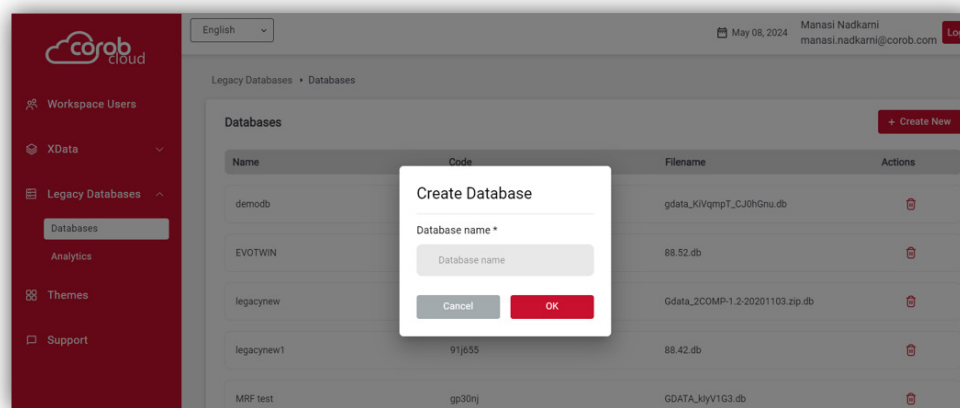 corob
cloud
English
May 08, 2024
Manasi Nadkarni
manasi.nadkarni@corob.com
Legacy Databases • Databases
Workspace Users
XData
Legacy Databases
Databases
Analytics
Themes
Support
Databases
+ Create New
Name Code Filename Actions
demodb gdata_KiVqmpT_CJ0hGnu.db
EVOTWIN 88.52.db
legacynew Gdata_2COMP-1.2-20201103.zip.db
legacynew1 91j655 88.42.db
MRF test gp30nj GDATA_kIyV1G3.db
Create Database
Database name *
Database name
Cancel OK